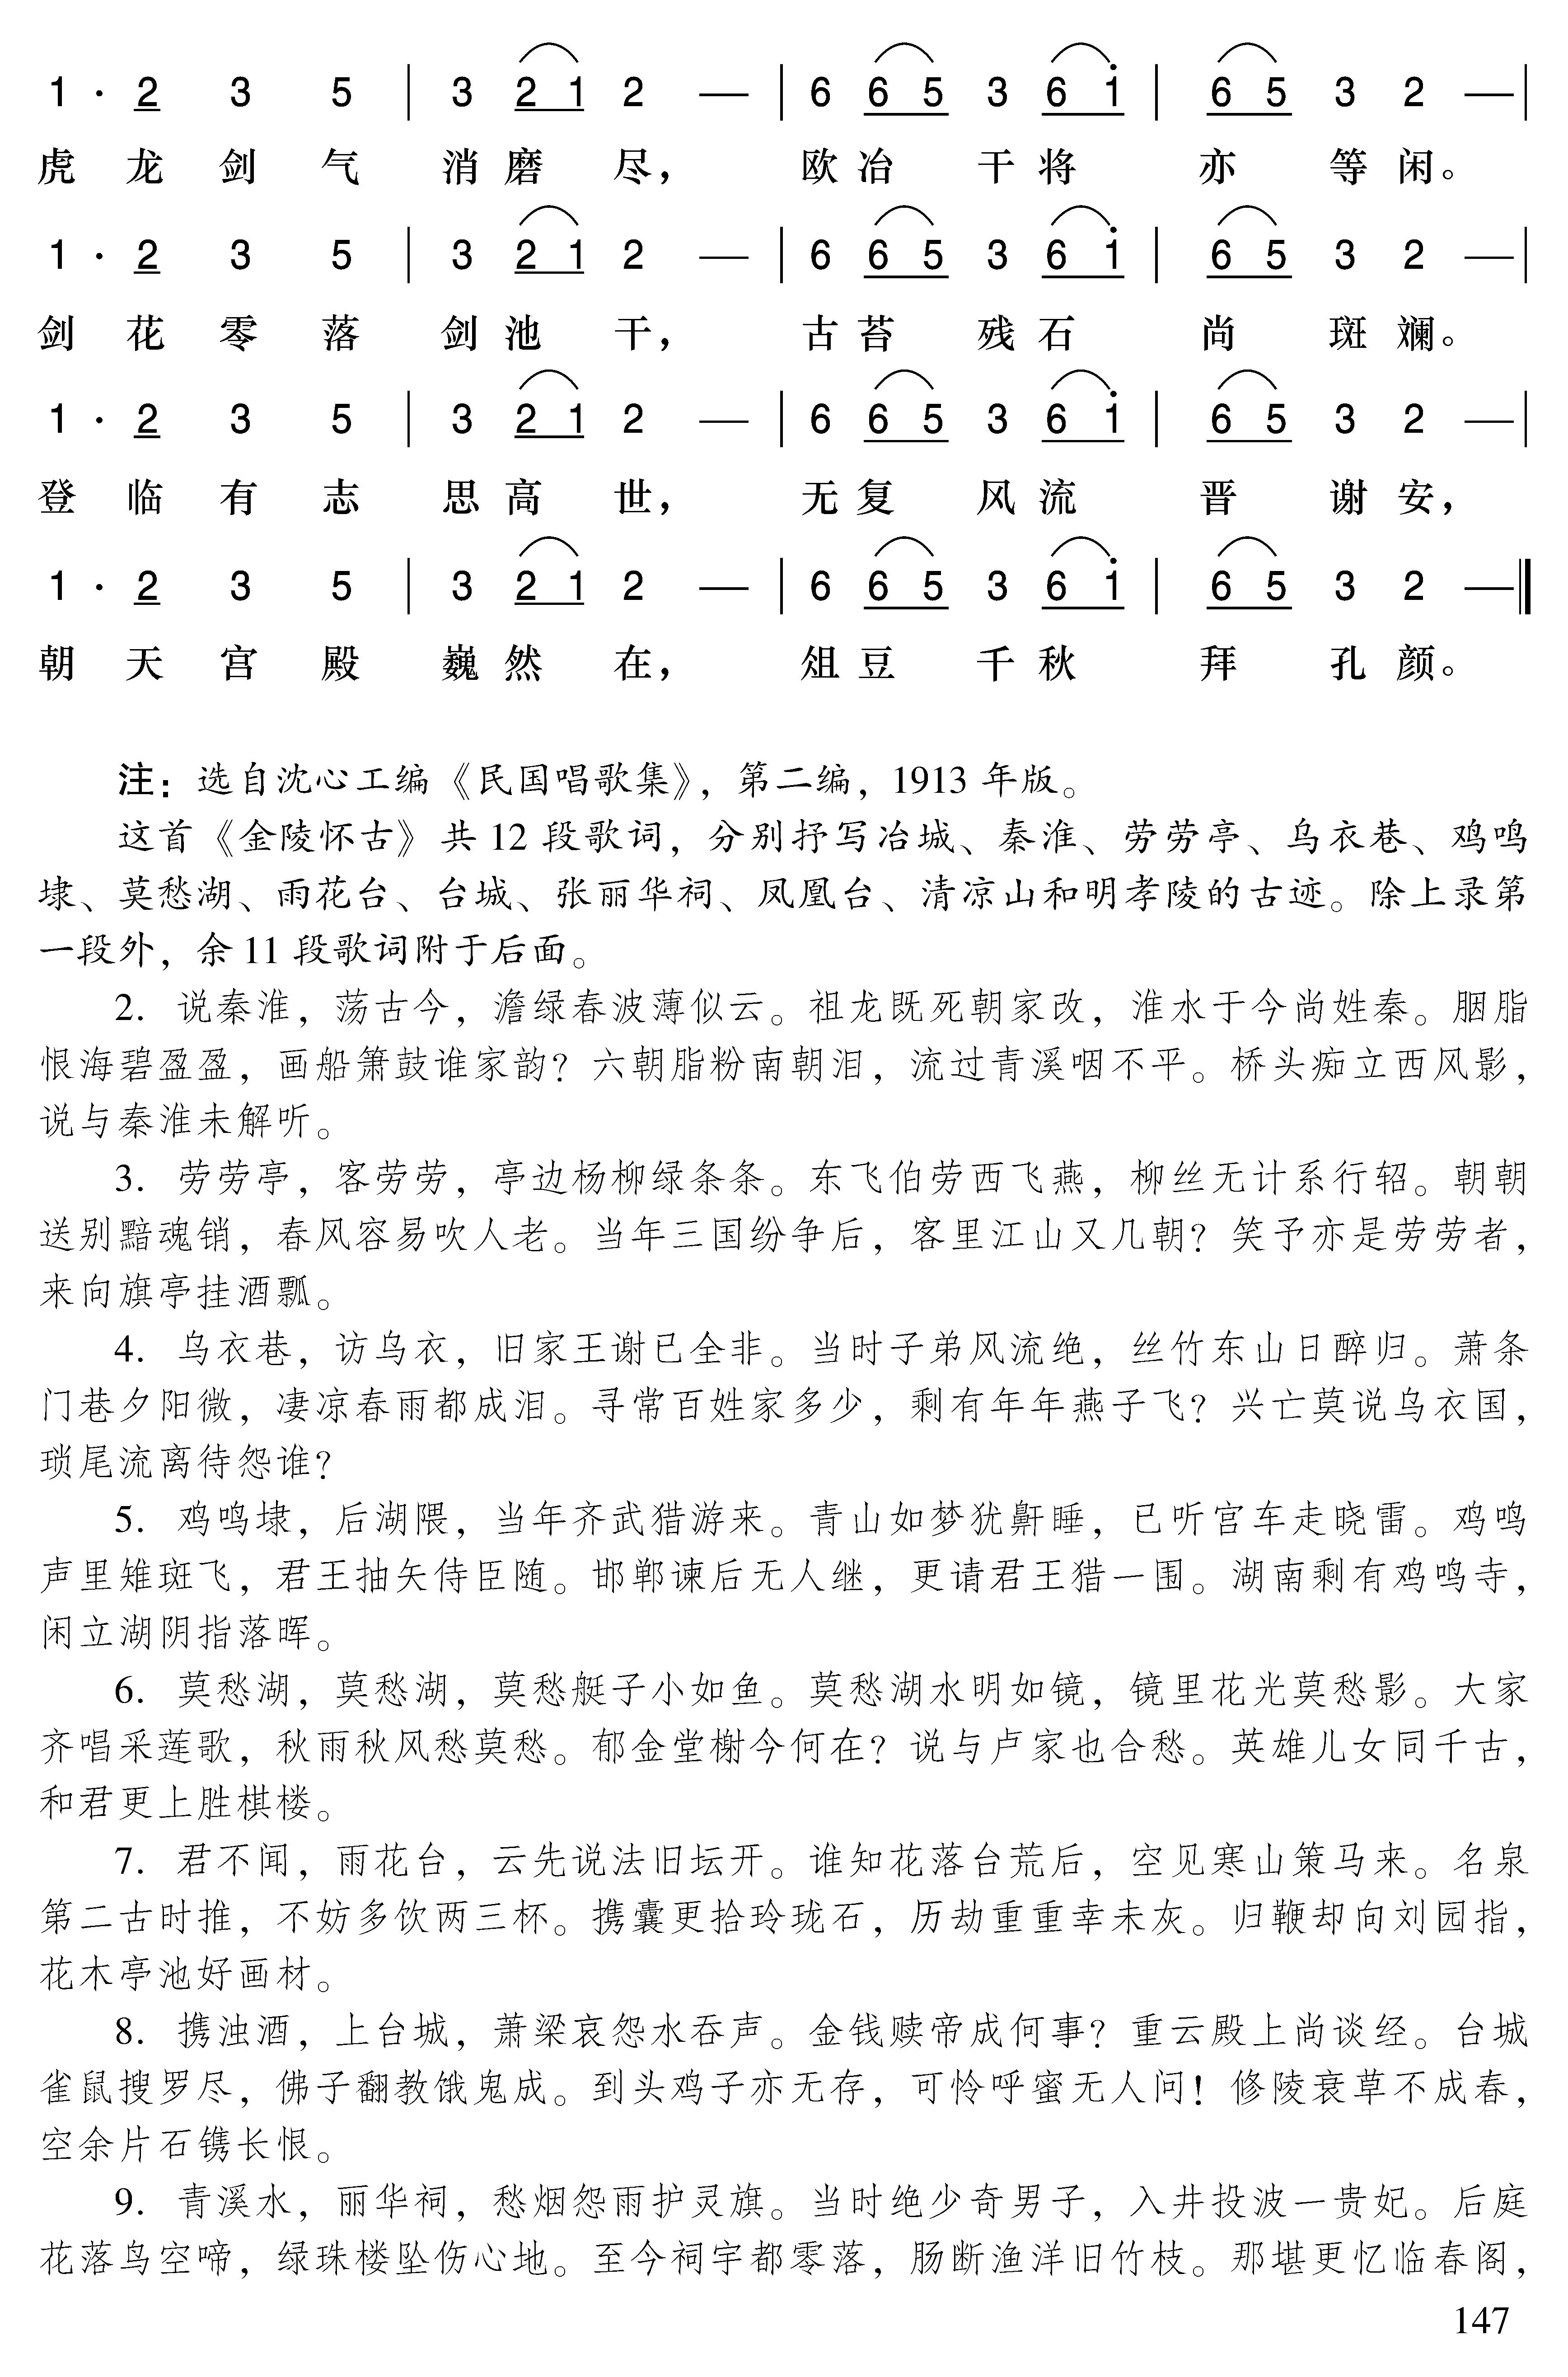 1 · 2 3 5 | 3 2 1 2 — | 6 6 5 3 6 1̇ | 6 5 3 2 — |
虎 龙 剑 气 消 磨 尽， 欧 冶 干 将 亦 等 闲。
1 · 2 3 5 | 3 2 1 2 — | 6 6 5 3 6 1̇ | 6 5 3 2 — |
剑 花 零 落 剑 池 干， 古 苔 残 石 尚 斑 斓。
1 · 2 3 5 | 3 2 1 2 — | 6 6 5 3 6 1̇ | 6 5 3 2 — |
登 临 有 志 思 高 世， 无 复 风 流 晋 谢 安，
1 · 2 3 5 | 3 2 1 2 — | 6 6 5 3 6 1̇ | 6 5 3 2 — ‖
朝 天 宫 殿 巍 然 在， 俎 豆 千 秋 拜 孔 颜。
注：选自沈心工编《民国唱歌集》，第二编，1913 年版。
这首《金陵怀古》共 12 段歌词，分别抒写冶城、秦淮、劳劳亭、乌衣巷、鸡鸣
埭、莫愁湖、雨花台、台城、张丽华祠、凤凰台、清凉山和明孝陵的古迹。除上录第
一段外，余 11 段歌词附于后面。
2. 说秦淮，荡古今，澹绿春波薄似云。祖龙既死朝家改，淮水于今尚姓秦。胭脂
恨海碧盈盈，画船箫鼓谁家韵？六朝脂粉南朝泪，流过青溪咽不平。桥头痴立西风影，
说与秦淮未解听。
3. 劳劳亭，客劳劳，亭边杨柳绿条条。东飞伯劳西飞燕，柳丝无计系行轺。朝朝
送别黯魂销，春风容易吹人老。当年三国纷争后，客里江山又几朝？笑予亦是劳劳者，
来向旗亭挂酒瓢。
4. 乌衣巷，访乌衣，旧家王谢已全非。当时子弟风流绝，丝竹东山日醉归。萧条
门巷夕阳微，凄凉春雨都成泪。寻常百姓家多少，剩有年年燕子飞？兴亡莫说乌衣国，
琐尾流离待怨谁？
5. 鸡鸣埭，后湖隈，当年齐武猎游来。青山如梦犹鼾睡，已听宫车走晓雷。鸡鸣
声里雉斑飞，君王抽矢侍臣随。邯郸谏后无人继，更请君王猎一围。湖南剩有鸡鸣寺，
闲立湖阴指落晖。
6. 莫愁湖，莫愁湖，莫愁艇子小如鱼。莫愁湖水明如镜，镜里花光莫愁影。大家
齐唱采莲歌，秋雨秋风愁莫愁。郁金堂榭今何在？说与卢家也合愁。英雄儿女同千古，
和君更上胜棋楼。
7. 君不闻，雨花台，云先说法旧坛开。谁知花落台荒后，空见寒山策马来。名泉
第二古时推，不妨多饮两三杯。携囊更拾玲珑石，历劫重重幸未灰。归鞭却向刘园指，
花木亭池好画材。
8. 携浊酒，上台城，萧梁哀怨水吞声。金钱赎帝成何事？重云殿上尚谈经。台城
雀鼠搜罗尽，佛子翻教饿鬼成。到头鸡子亦无存，可怜呼蜜无人问！修陵衰草不成春，
空余片石镌长恨。
9. 青溪水，丽华祠，愁烟怨雨护灵旗。当时绝少奇男子，入井投波一贵妃。后庭
花落鸟空啼，绿珠楼坠伤心地。至今祠宇都零落，肠断渔洋旧竹枝。那堪更忆临春阁，
147